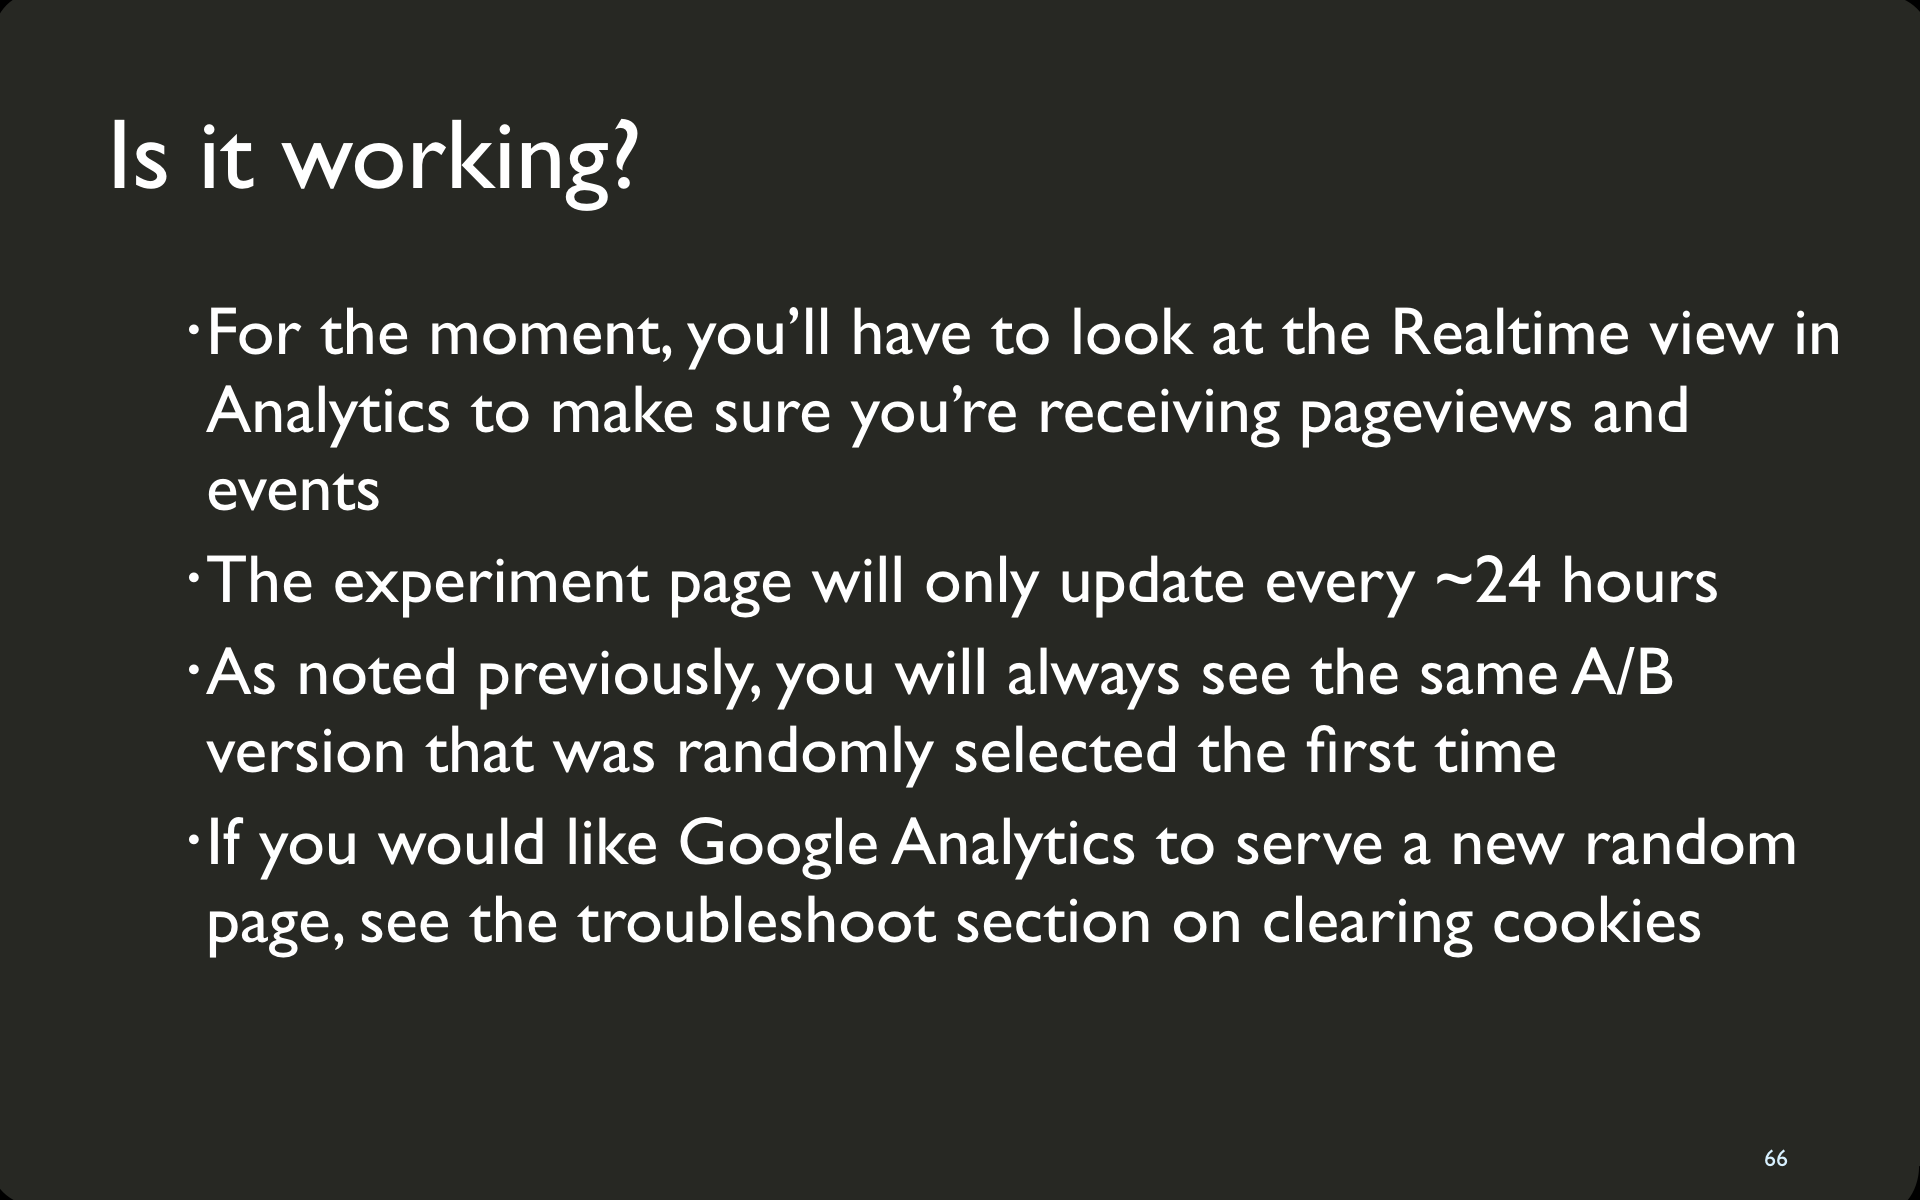 Is it working?
•For the moment, you’ll have to look at the Realtime view in
Analytics to make sure you’re receiving pageviews and
events
•The experiment page will only update every ~24 hours
•As noted previously, you will always see the same A/B
version that was randomly selected the first time
•If you would like Google Analytics to serve a new random
page, see the troubleshoot section on clearing cookies
66